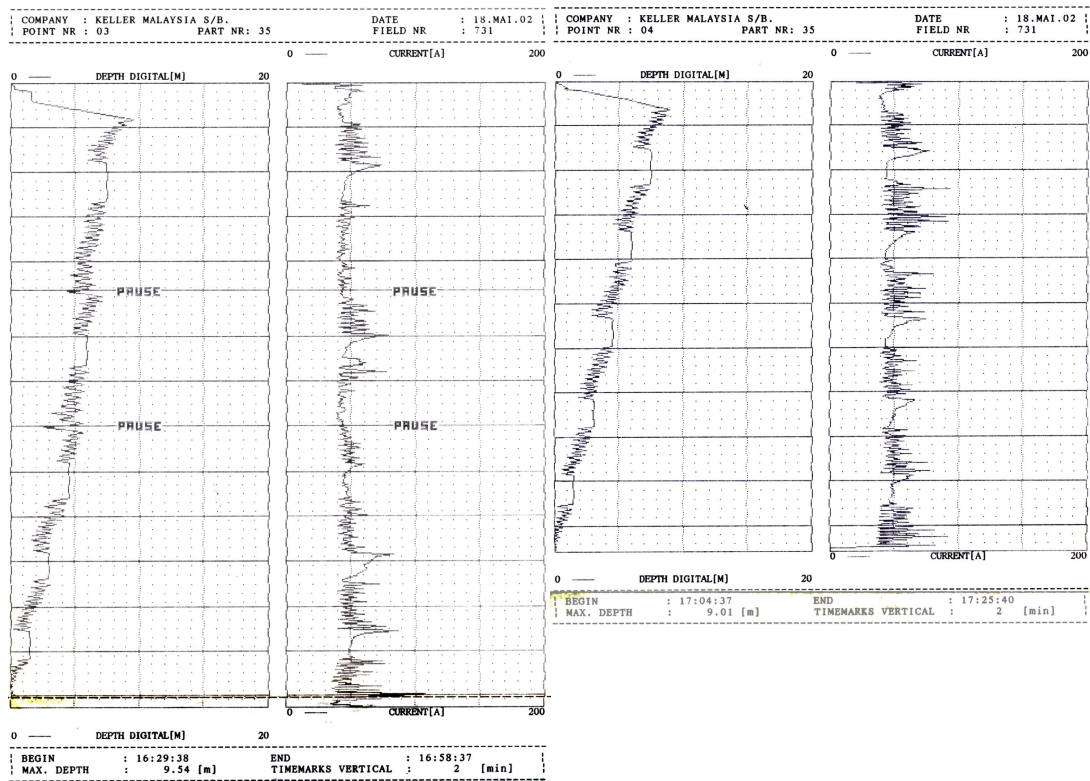 COMPANY : KELLER MALAYSIA S/B. DATE : 18.MAI.02
POINT NR : 03 PART NR: 35 FIELD NR : 731
0 CURRENT[A] 200
0 DEPTH DIGITAL[M] 20
PAUSE PAUSE
PAUSE PAUSE
0 CURRENT[A] 200
0 DEPTH DIGITAL[M] 20
BEGIN : 16:29:38 END : 16:58:37
MAX. DEPTH : 9.54 [m] TIMEMARKS VERTICAL : 2 [min]
COMPANY : KELLER MALAYSIA S/B. DATE : 18.MAI.02
POINT NR : 04 PART NR: 35 FIELD NR : 731
0 CURRENT[A] 200
0 DEPTH DIGITAL[M] 20
0 CURRENT[A] 200
0 DEPTH DIGITAL[M] 20
BEGIN : 17:04:37 END : 17:25:40
MAX. DEPTH : 9.01 [m] TIMEMARKS VERTICAL : 2 [min]